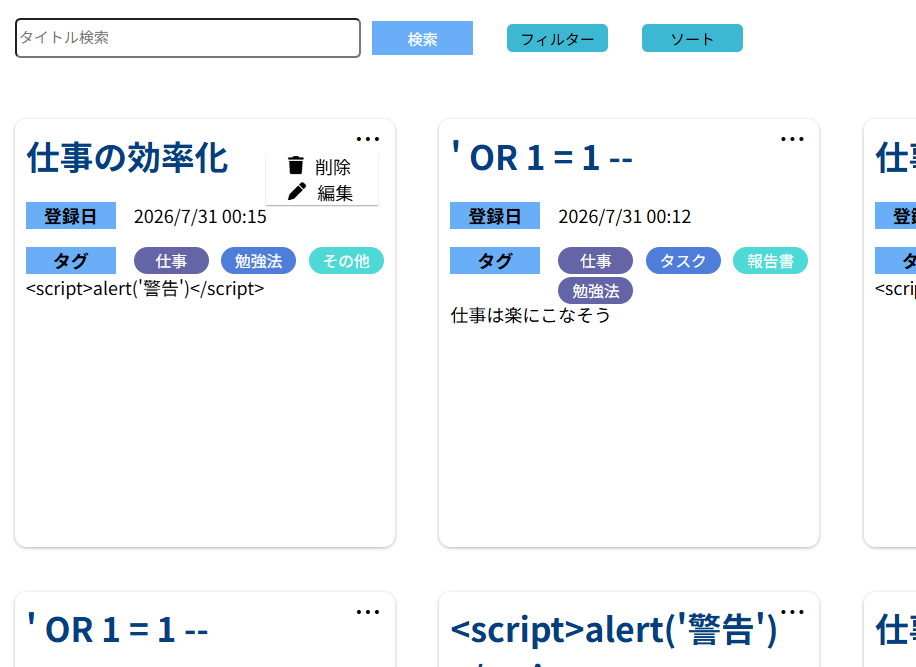 タイトル検索
検索
フィルター
ソート
仕事の効率化
削除
編集
登録日 2026/7/31 00:15
タグ 仕事 勉強法 その他
<script>alert('警告')</script>
' OR 1 = 1 --
登録日 2026/7/31 00:12
タグ 仕事 タスク 報告書
勉強法
仕事は楽にこなそう
<scri
' OR 1 = 1 --
<script>alert('警告')